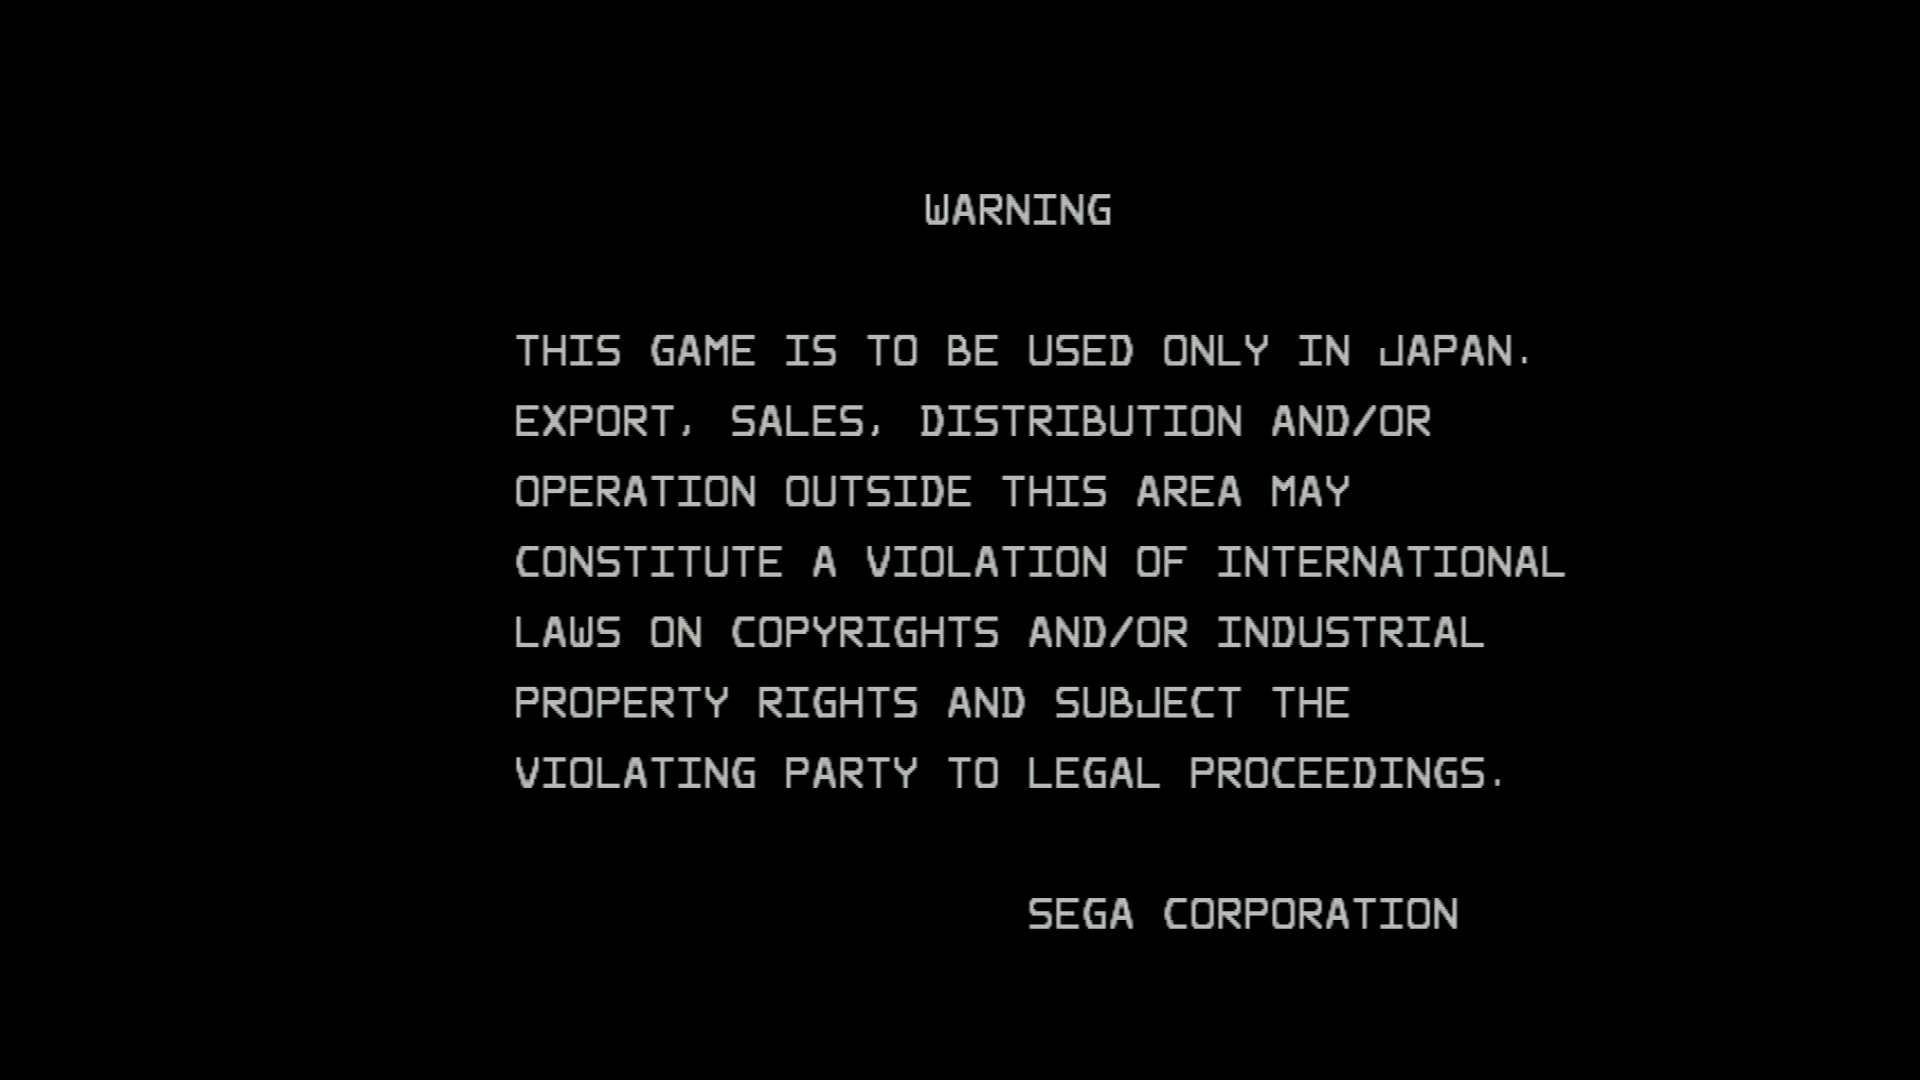 WARNING
THIS GAME IS TO BE USED ONLY IN JAPAN.
EXPORT, SALES, DISTRIBUTION AND/OR
OPERATION OUTSIDE THIS AREA MAY
CONSTITUTE A VIOLATION OF INTERNATIONAL
LAWS ON COPYRIGHTS AND/OR INDUSTRIAL
PROPERTY RIGHTS AND SUBJECT THE
VIOLATING PARTY TO LEGAL PROCEEDINGS.
SEGA CORPORATION